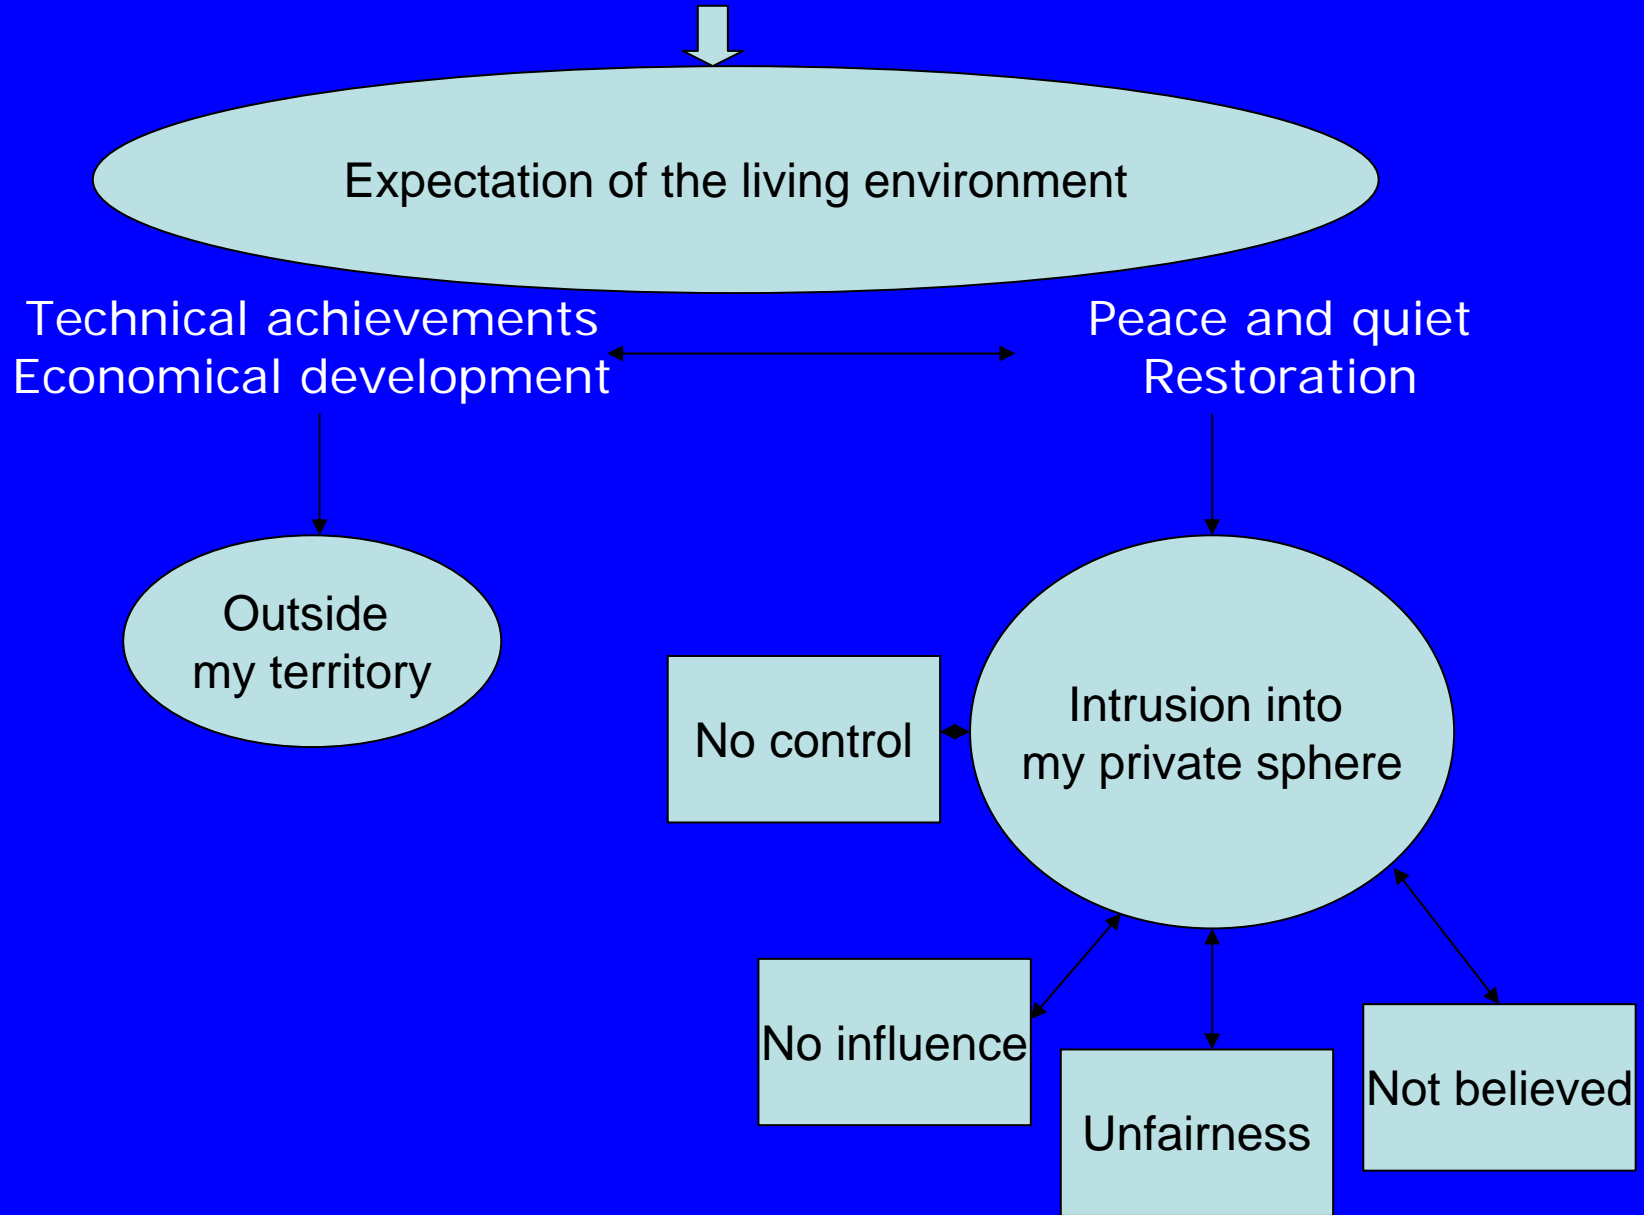 Expectation of the living environment
Technical achievements
Economical development
Peace and quiet
Restoration
Outside
my territory
Intrusion into
my private sphere
No control
No influence
Unfairness
Not believed